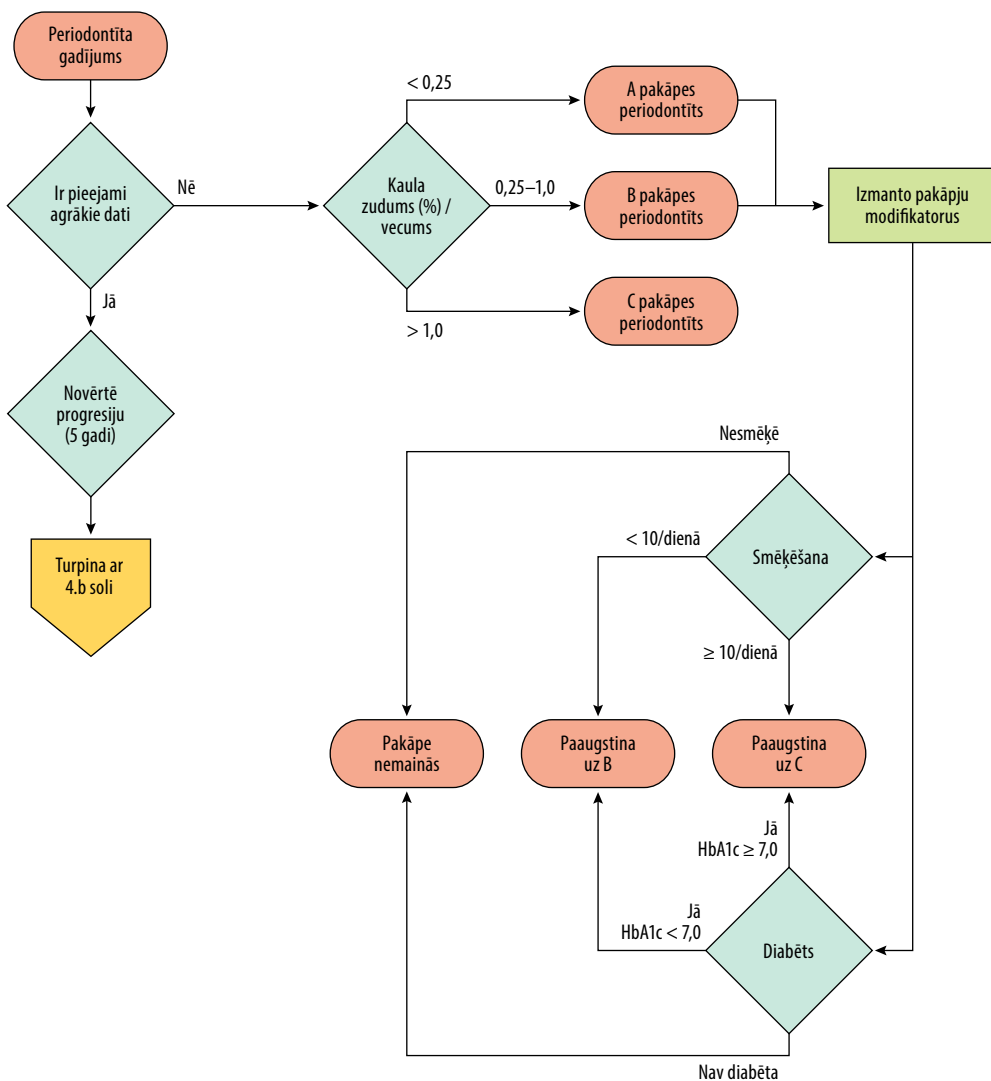 Periodontīta
gadījums
Ir pieejami
agrākie dati
Nē
Jā
Novērtē
progresiju
(5 gadi)
Turpina ar
4.b soli
Kaula
zudums (%) /
vecums
< 0,25
0,25–1,0
> 1,0
A pakāpes
periodontīts
B pakāpes
periodontīts
C pakāpes
periodontīts
Izmanto pakāpju
modifikatorus
Nesmēķē
< 10/dienā
Smēķēšana
≥ 10/dienā
Pakāpe
nemainās
Paaugstina
uz B
Paaugstina
uz C
Jā
HbA1c ≥ 7,0
Jā
HbA1c < 7,0
Diabēts
Nav diabēta